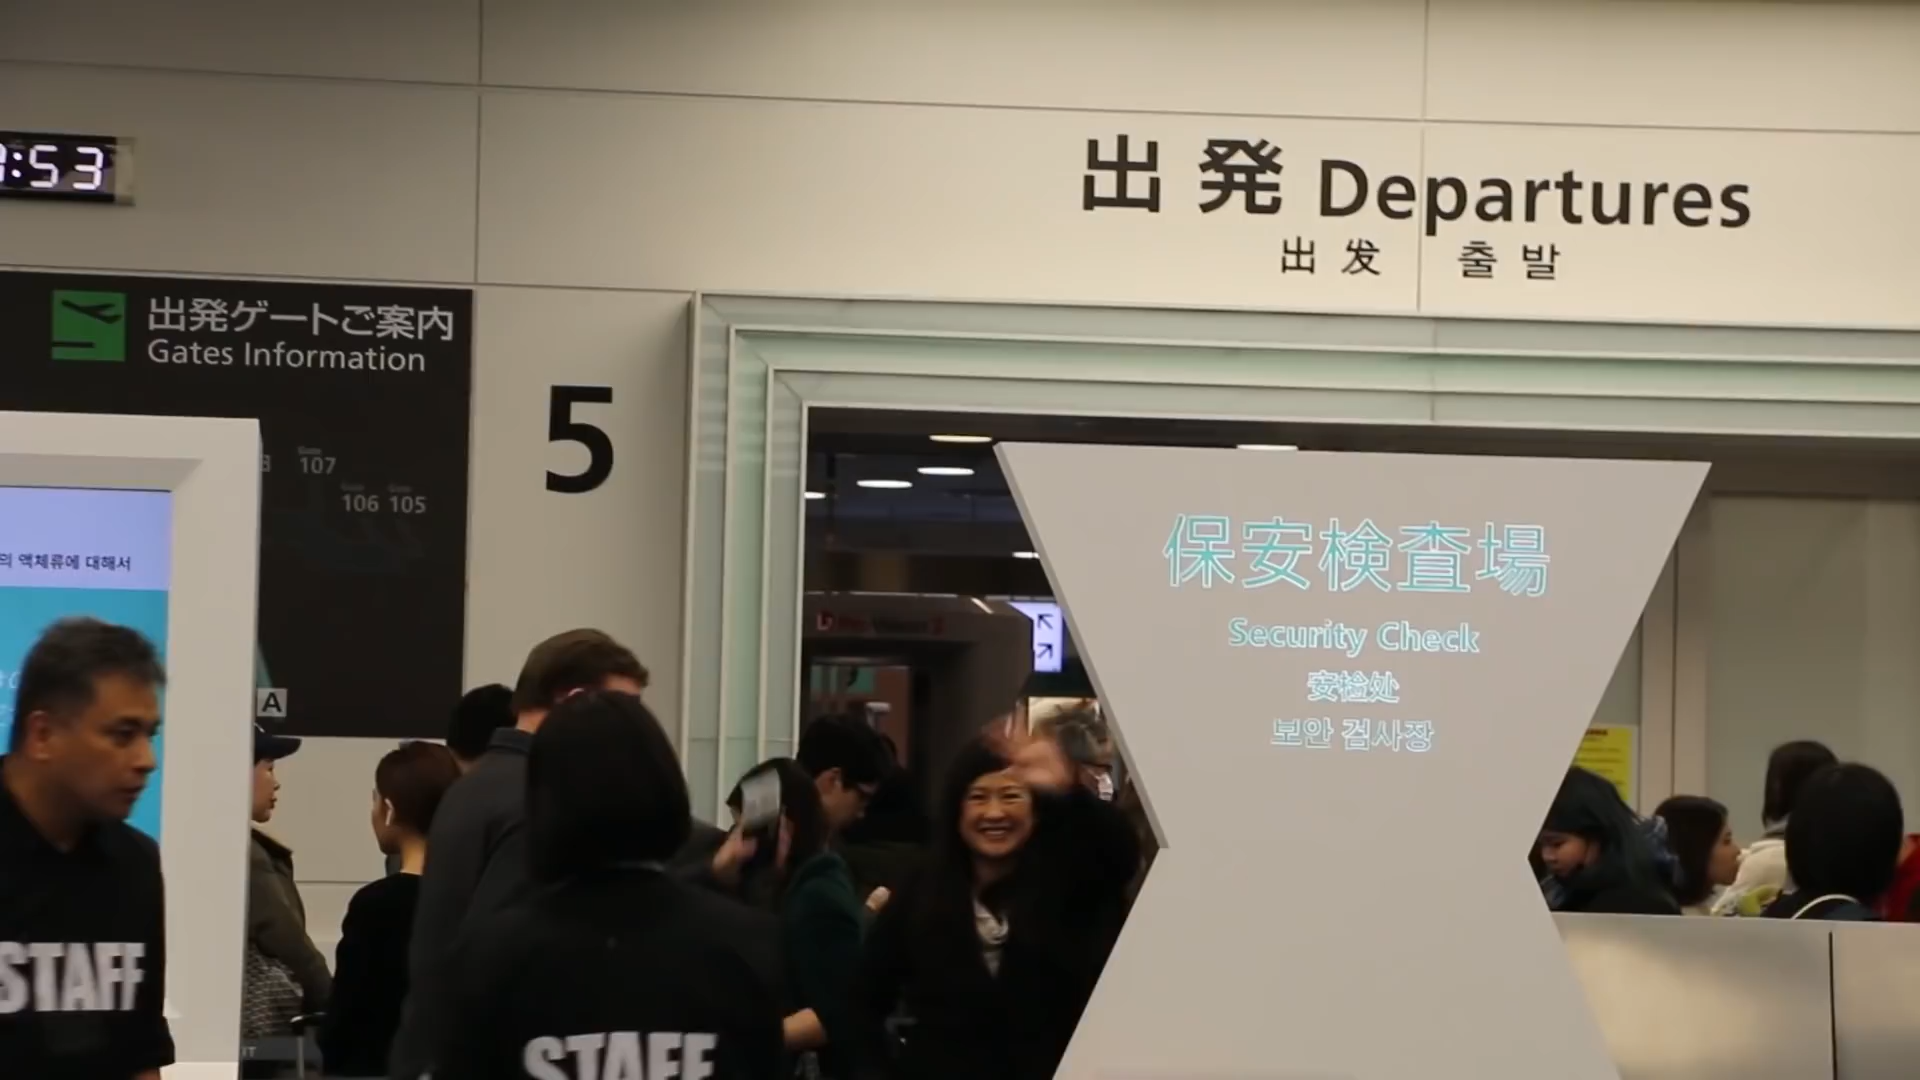 :53
出発 Departures
出发 출발
出発ゲートご案内
Gates Information
5
107
106 105
의 액체류에 대해서
A
保安検査場
Security Check
安检处
보안 검사장
STAFF
STAFF